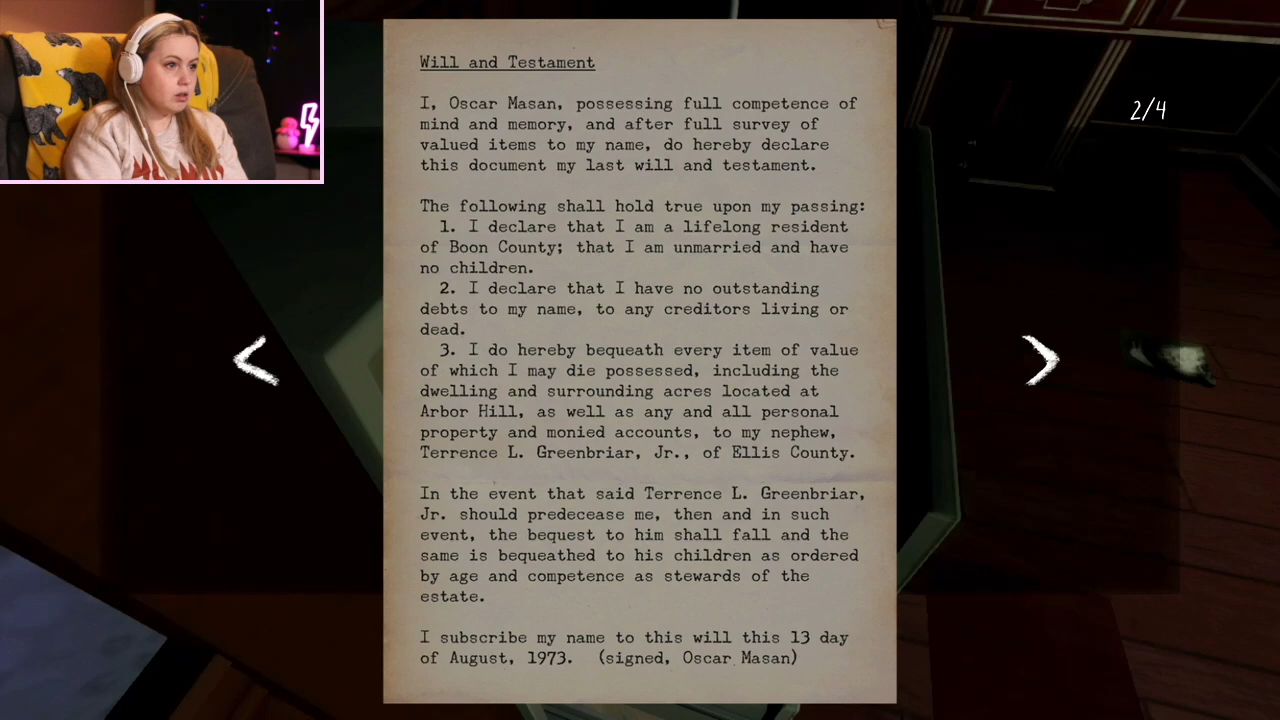 Will and Testament
I, Oscar Masan, possessing full competence of
mind and memory, and after full survey of
valued items to my name, do hereby declare
this document my last will and testament.
The following shall hold true upon my passing:
1. I declare that I am a lifelong resident
of Boon County; that I am unmarried and have
no children.
2. I declare that I have no outstanding
debts to my name, to any creditors living or
dead.
3. I do hereby bequeath every item of value
of which I may die possessed, including the
dwelling and surrounding acres located at
Arbor Hill, as well as any and all personal
property and monied accounts, to my nephew,
Terrence L. Greenbriar, Jr., of Ellis County.
In the event that said Terrence L. Greenbriar,
Jr. should predecease me, then and in such
event, the bequest to him shall fall and the
same is bequeathed to his children as ordered
by age and competence as stewards of the
estate.
I subscribe my name to this will this 13 day
of August, 1973. (signed, Oscar Masan)
2/4